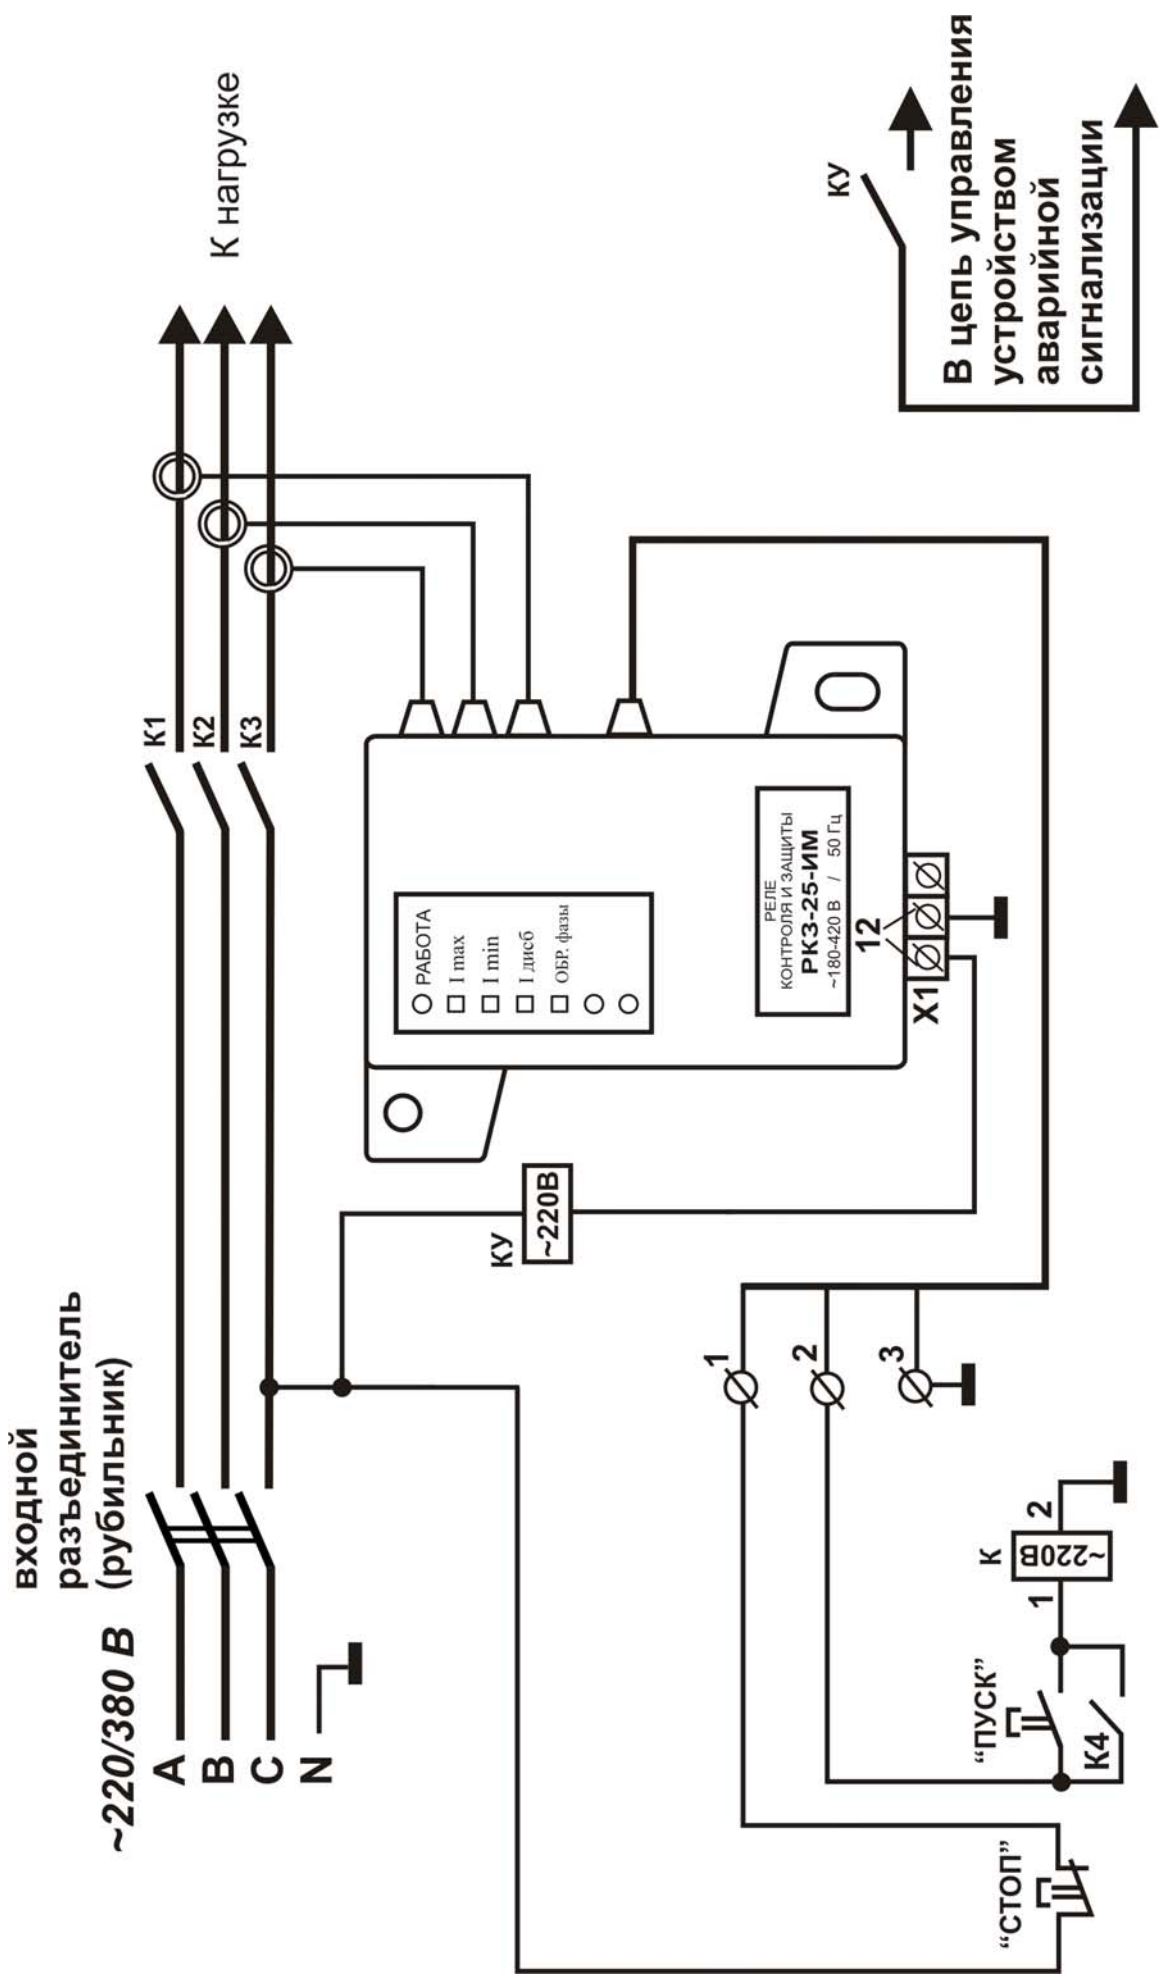 входной
разъединитель
(рубильник)
~220/380 В
A
B
C
N
К1
К2
К3
К нагрузке
КУ
~220В
РАБОТА
I max
I min
I дисб
ОБР. фазы
РЕЛЕ
КОНТРОЛЯ И ЗАЩИТЫ
РКЗ-25-ИМ
~180-420 В / 50 Гц
12
X1
КУ
В цепь управления
устройством
аварийной
сигнализации
1
2
3
"СТОП"
"ПУСК"
К4
К
1
~220В
2